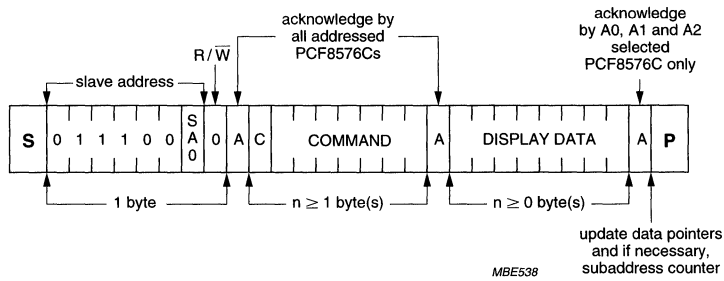 acknowledge by
all addressed
PCF8576Cs
acknowledge
by A0, A1 and A2
selected
PCF8576C only
R/W̅
slave address
S 0 1 1 1 0 0 S A 0 0 A C COMMAND A DISPLAY DATA A P
1 byte
n ≥ 1 byte(s)
n ≥ 0 byte(s)
update data pointers
and if necessary,
subaddress counter
MBE538